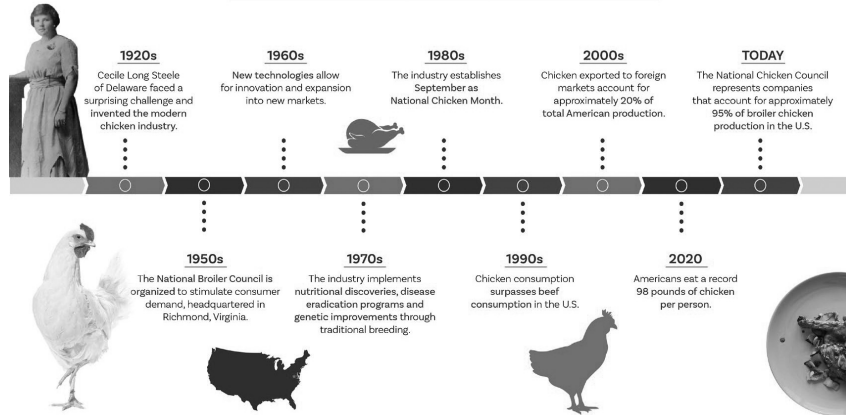 1920s
Cecile Long Steele
of Delaware faced a
surprising challenge and
invented the modern
chicken industry.
1960s
New technologies allow
for innovation and expansion
into new markets.
1980s
The industry establishes
September as
National Chicken Month.
2000s
Chicken exported to foreign
markets account for
approximately 20% of
total American production.
TODAY
The National Chicken Council
represents companies
that account for approximately
95% of broiler chicken
production in the U.S.
1950s
The National Broiler Council is
organized to stimulate consumer
demand, headquartered in
Richmond, Virginia.
1970s
The industry implements
nutritional discoveries, disease
eradication programs and
genetic improvements through
traditional breeding.
1990s
Chicken consumption
surpasses beef
consumption in the U.S.
2020
Americans eat a record
98 pounds of chicken
per person.